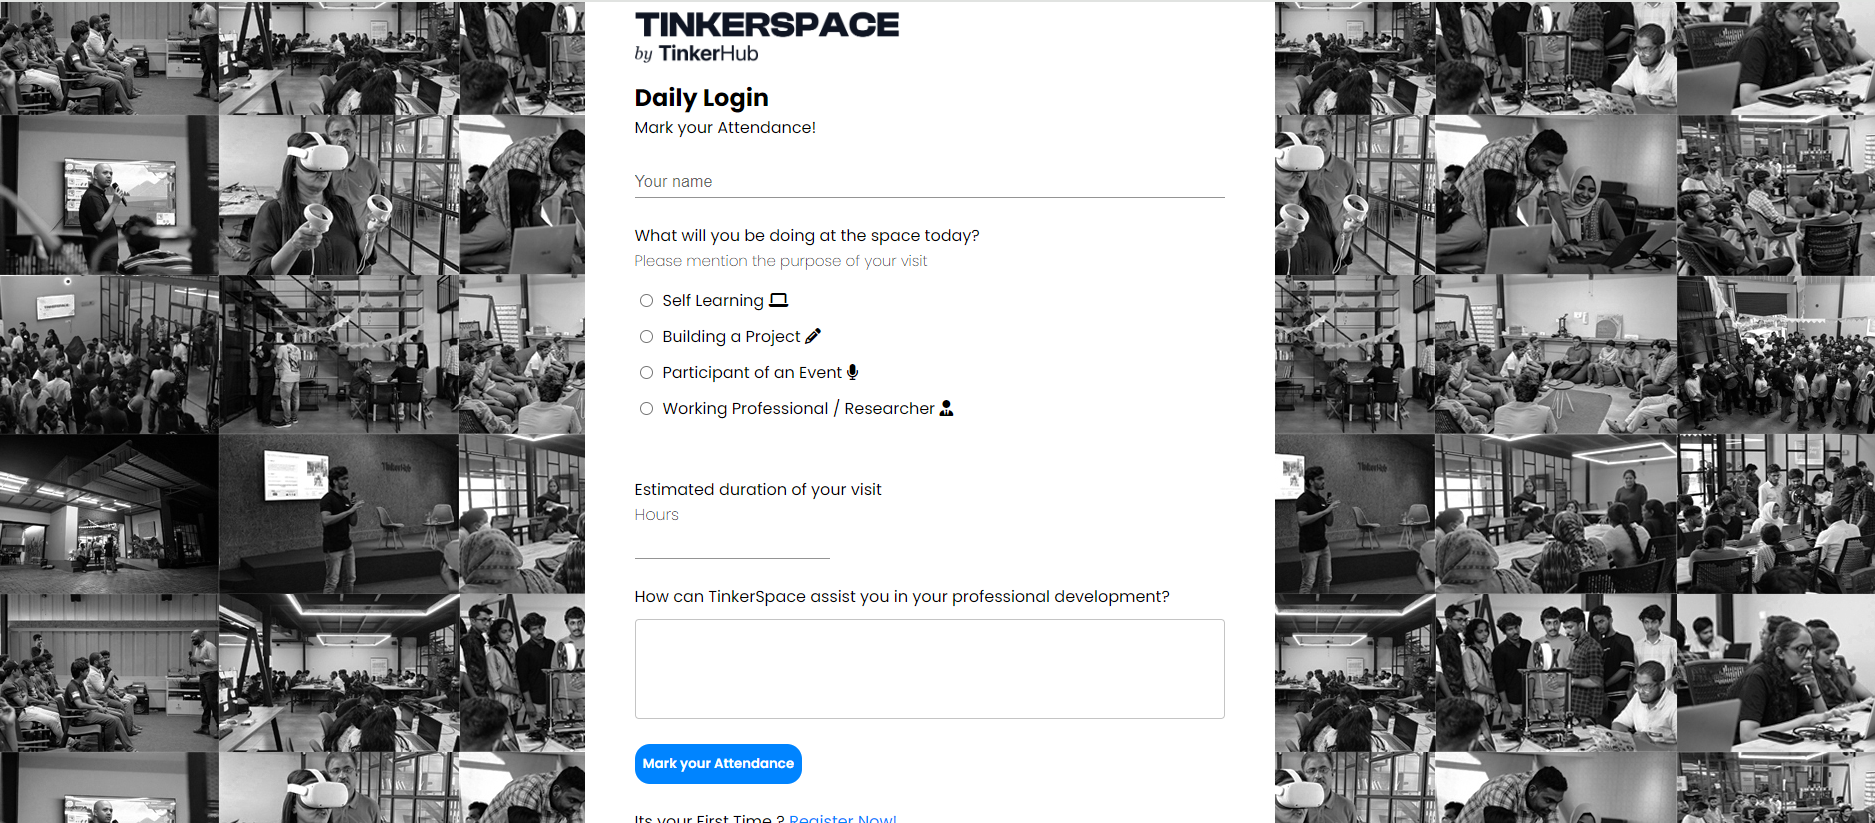 TINKERSPACE
by TinkerHub
Daily Login
Mark your Attendance!
Your name
What will you be doing at the space today?
Please mention the purpose of your visit
Self Learning
Building a Project
Participant of an Event
Working Professional / Researcher
Estimated duration of your visit
Hours
How can TinkerSpace assist you in your professional development?
Mark your Attendance
Its your First Time ? Register Now!
TinkerHub
TinkerHub